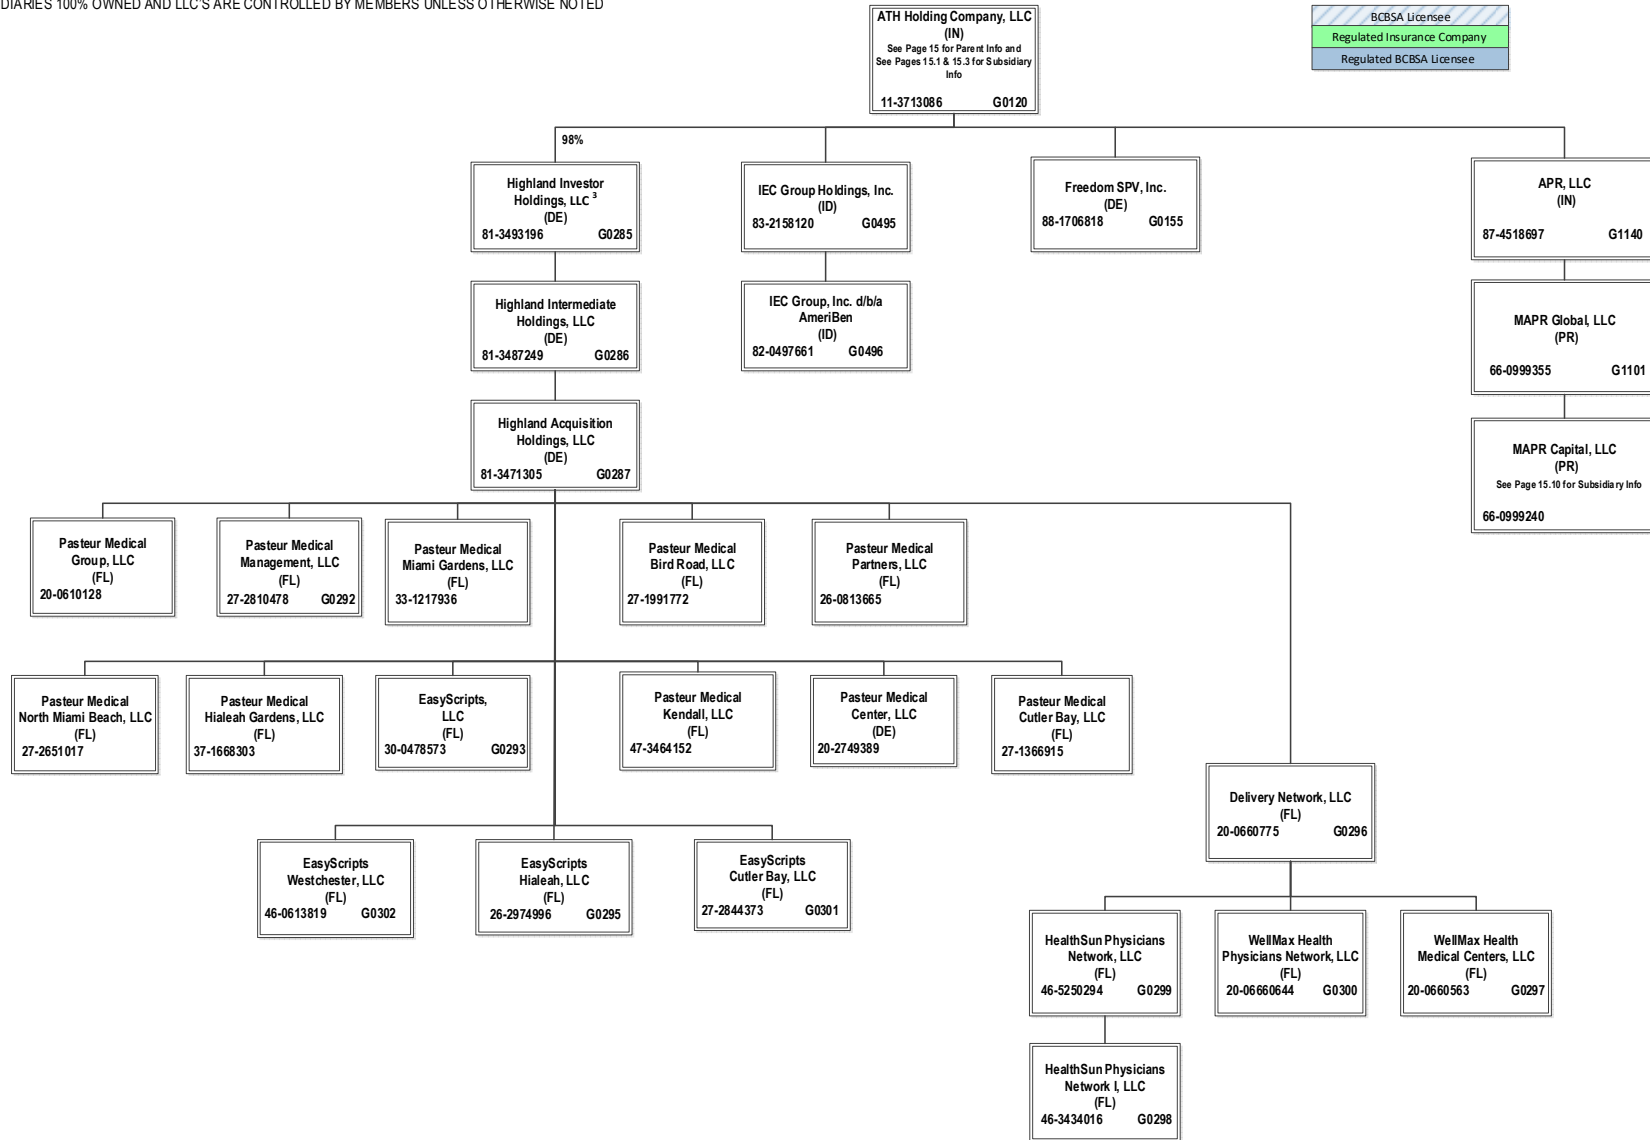 DIARIES 100% OWNED AND LLC'S ARE CONTROLLED BY MEMBERS UNLESS OTHERWISE NOTED
ATH Holding Company, LLC
(IN)
See Page 15 for Parent Info and
See Pages 15.1 & 15.3 for Subsidiary
Info
11-3713086 G0120
BCBSA Licensee
Regulated Insurance Company
Regulated BCBSA Licensee
98%
Highland Investor
Holdings, LLC ³
(DE)
81-3493196 G0285
IEC Group Holdings, Inc.
(ID)
83-2158120 G0495
Freedom SPV, Inc.
(DE)
88-1706818 G0155
APR, LLC
(IN)
87-4518697 G1140
Highland Intermediate
Holdings, LLC
(DE)
81-3487249 G0286
IEC Group, Inc. d/b/a
AmeriBen
(ID)
82-0497661 G0496
MAPR Global, LLC
(PR)
66-0999355 G1101
Highland Acquisition
Holdings, LLC
(DE)
81-3471305 G0287
MAPR Capital, LLC
(PR)
See Page 15.10 for Subsidiary Info
66-0999240
Pasteur Medical
Group, LLC
(FL)
20-0610128
Pasteur Medical
Management, LLC
(FL)
27-2810478 G0292
Pasteur Medical
Miami Gardens, LLC
(FL)
33-1217936
Pasteur Medical
Bird Road, LLC
(FL)
27-1991772
Pasteur Medical
Partners, LLC
(FL)
26-0813665
Pasteur Medical
North Miami Beach, LLC
(FL)
27-2651017
Pasteur Medical
Hialeah Gardens, LLC
(FL)
37-1668303
EasyScripts,
LLC
(FL)
30-0478573 G0293
Pasteur Medical
Kendall, LLC
(FL)
47-3464152
Pasteur Medical
Center, LLC
(DE)
20-2749389
Pasteur Medical
Cutler Bay, LLC
(FL)
27-1366915
Delivery Network, LLC
(FL)
20-0660775 G0296
EasyScripts
Westchester, LLC
(FL)
46-0613819 G0302
EasyScripts
Hialeah, LLC
(FL)
26-2974996 G0295
EasyScripts
Cutler Bay, LLC
(FL)
27-2844373 G0301
HealthSun Physicians
Network, LLC
(FL)
46-5250294 G0299
WellMax Health
Physicians Network, LLC
(FL)
20-06660644 G0300
WellMax Health
Medical Centers, LLC
(FL)
20-0660563 G0297
HealthSun Physicians
Network I, LLC
(FL)
46-3434016 G0298